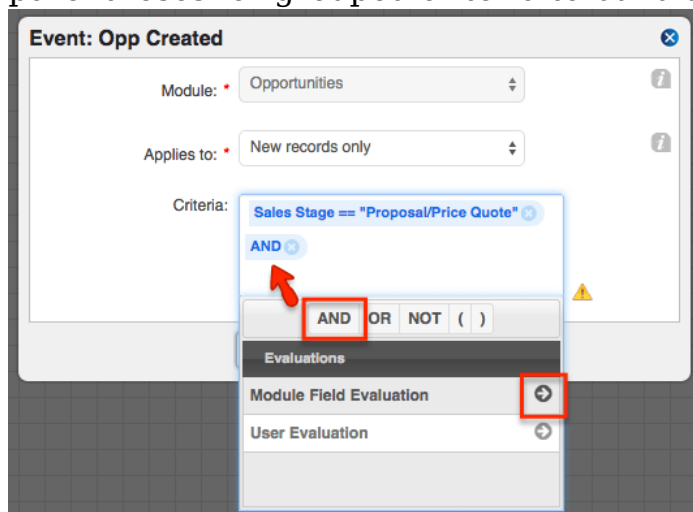 Event: Opp Created
Module: * Opportunities
Applies to: * New records only
Criteria: Sales Stage == "Proposal/Price Quote"
AND
AND OR NOT ( )
Evaluations
Module Field Evaluation
User Evaluation